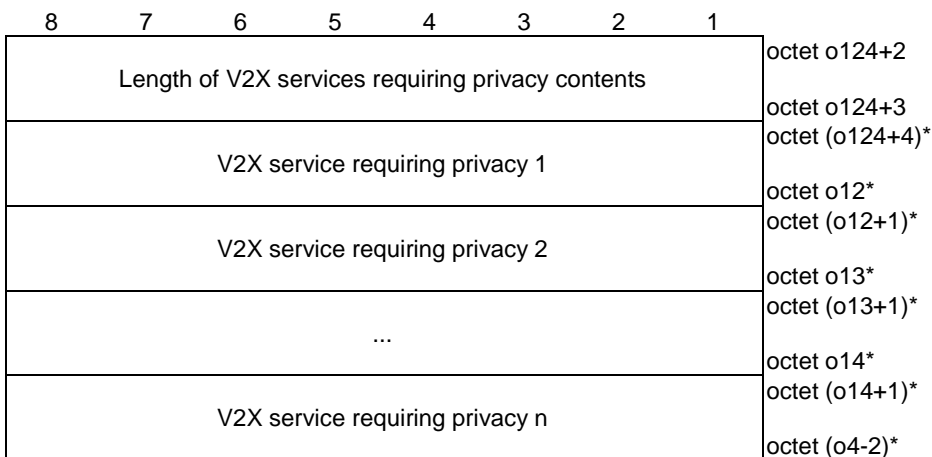 8 7 6 5 4 3 2 1
octet o124+2
Length of V2X services requiring privacy contents
octet o124+3
octet (o124+4)*
V2X service requiring privacy 1
octet o12*
octet (o12+1)*
V2X service requiring privacy 2
octet o13*
octet (o13+1)*
...
octet o14*
octet (o14+1)*
V2X service requiring privacy n
octet (o4-2)*